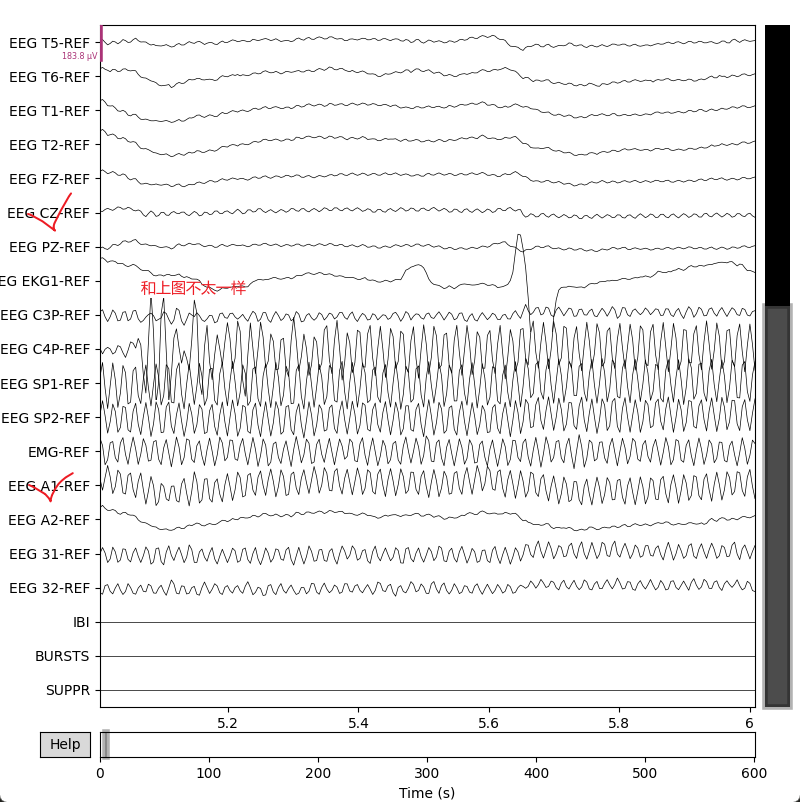 EEG T5-REF
183.8 µV
EEG T6-REF
EEG T1-REF
EEG T2-REF
EEG FZ-REF
EEG CZ-REF
EEG PZ-REF
EG EKG1-REF
和上图不太一样
EEG C3P-REF
EEG C4P-REF
EEG SP1-REF
EEG SP2-REF
EMG-REF
EEG A1-REF
EEG A2-REF
EEG 31-REF
EEG 32-REF
IBI
BURSTS
SUPPR
5.2 5.4 5.6 5.8 6
Help
0 100 200 300 400 500 600
Time (s)